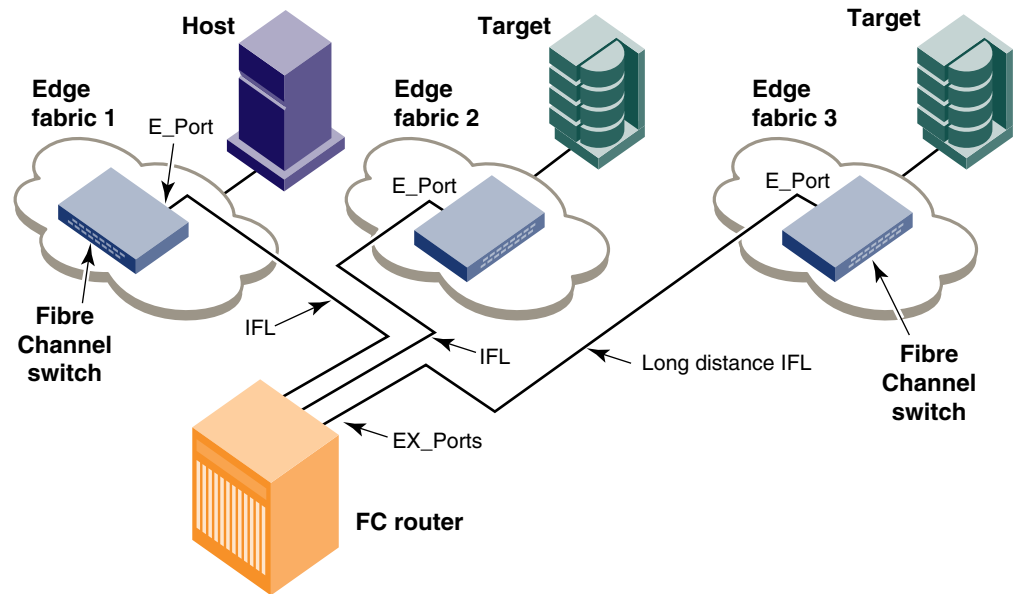 Host
Target
Target
Edge
fabric 1
Edge
fabric 2
Edge
fabric 3
E_Port
E_Port
E_Port
Fibre
Channel
switch
IFL
IFL
Long distance IFL
Fibre
Channel
switch
EX_Ports
FC router